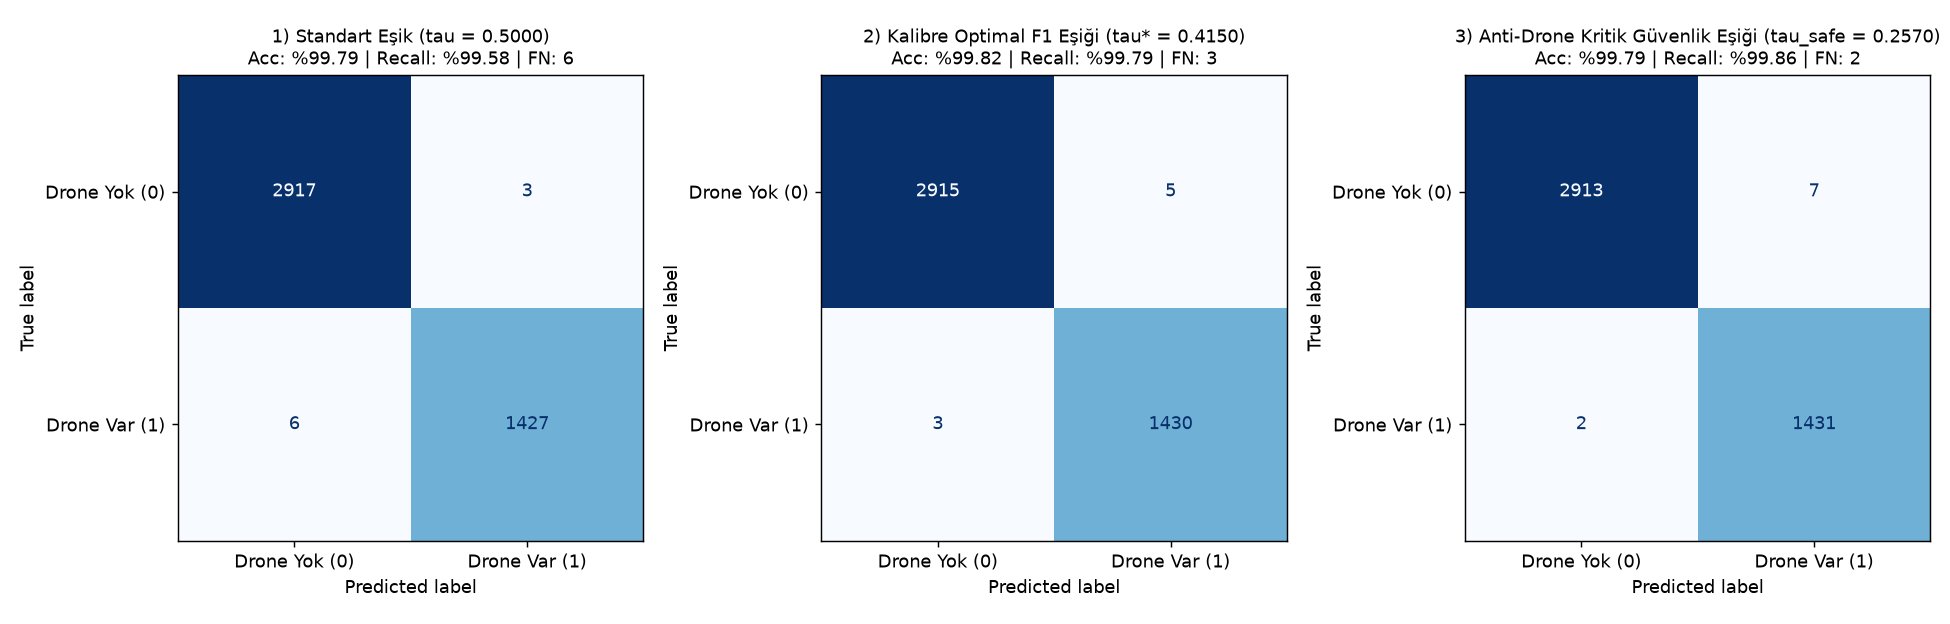 1) Standart Eşik (tau = 0.5000)
Acc: %99.79 | Recall: %99.58 | FN: 6
True label
Drone Yok (0)
2917
3
Drone Var (1)
6
1427
Drone Yok (0)
Drone Var (1)
Predicted label
2) Kalibre Optimal F1 Eşiği (tau* = 0.4150)
Acc: %99.82 | Recall: %99.79 | FN: 3
True label
Drone Yok (0)
2915
5
Drone Var (1)
3
1430
Drone Yok (0)
Drone Var (1)
Predicted label
3) Anti-Drone Kritik Güvenlik Eşiği (tau_safe = 0.2570)
Acc: %99.79 | Recall: %99.86 | FN: 2
True label
Drone Yok (0)
2913
7
Drone Var (1)
2
1431
Drone Yok (0)
Drone Var (1)
Predicted label